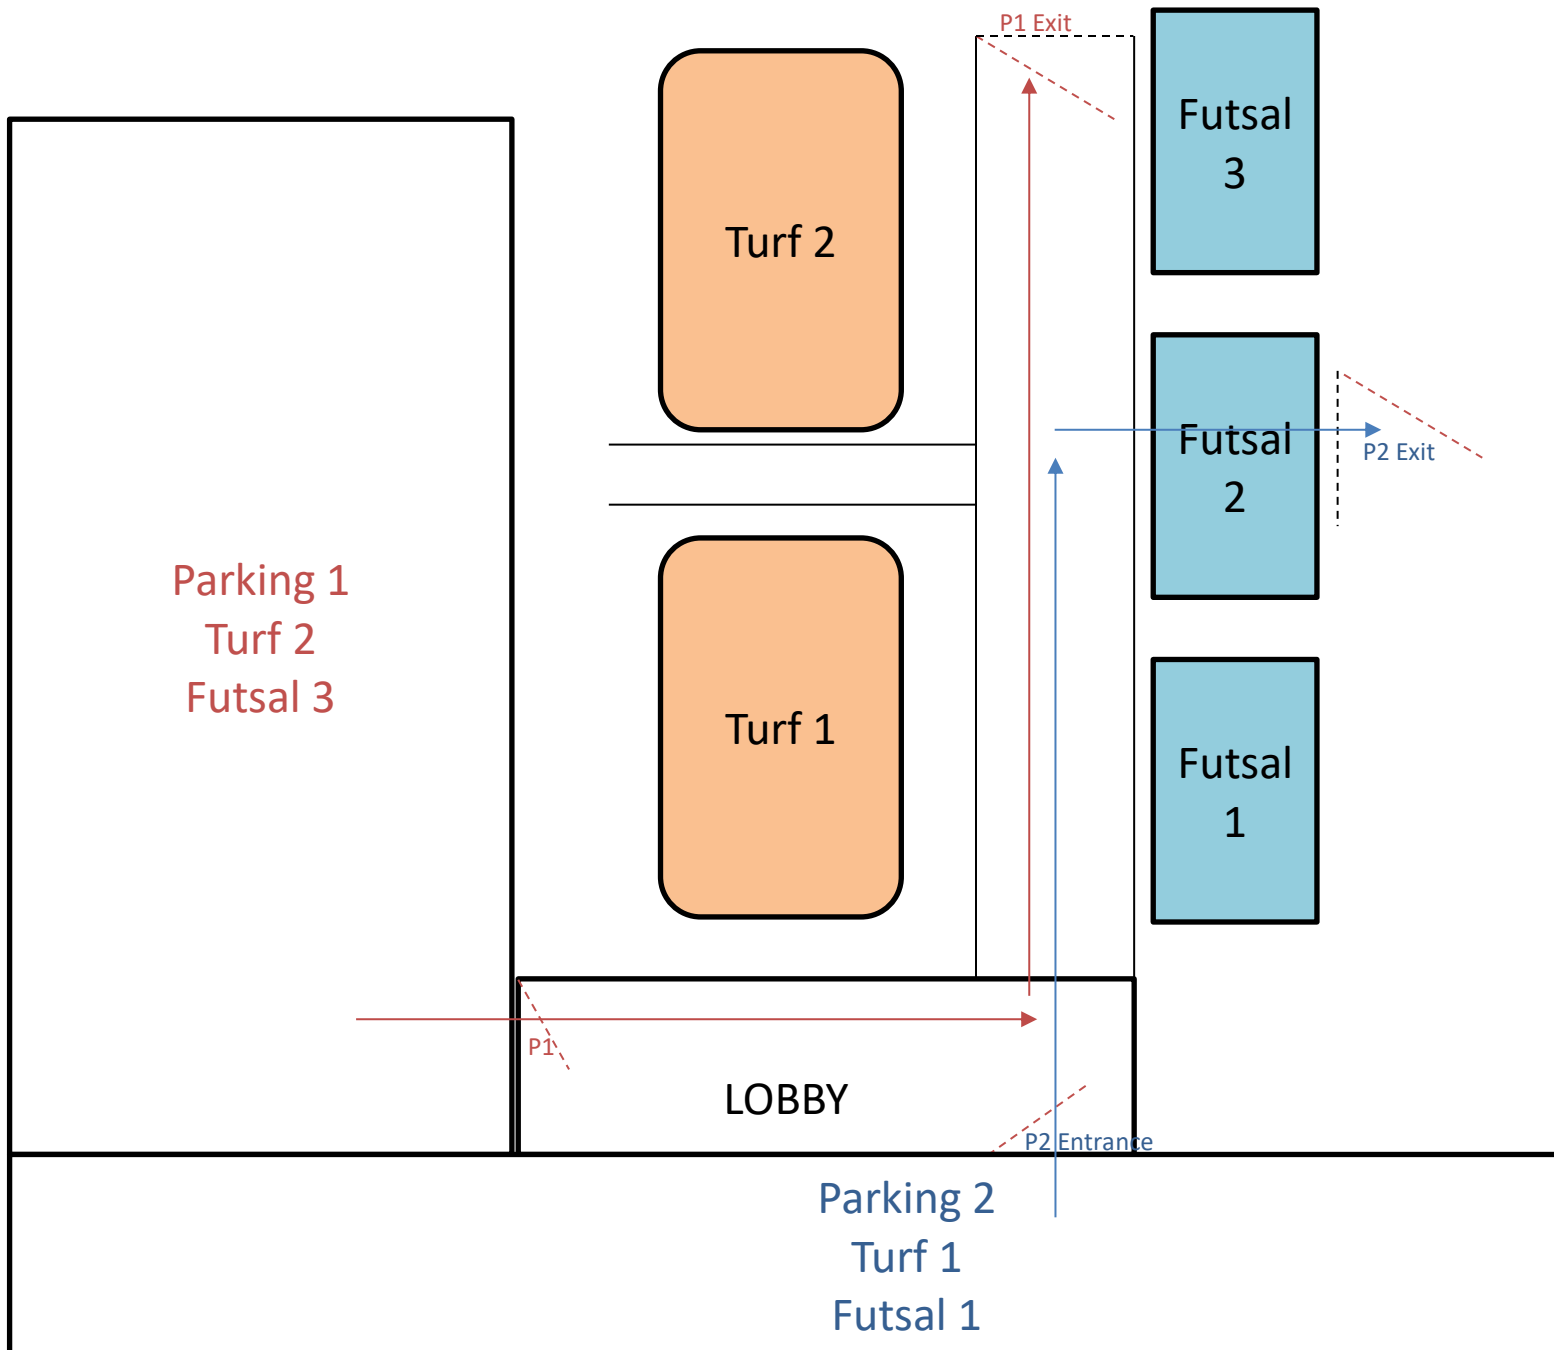 P1 Exit
Futsal
3
Turf 2
Futsal
2
P2 Exit
Parking 1
Turf 2
Futsal 3
Turf 1
Futsal
1
P1
LOBBY
P2 Entrance
Parking 2
Turf 1
Futsal 1